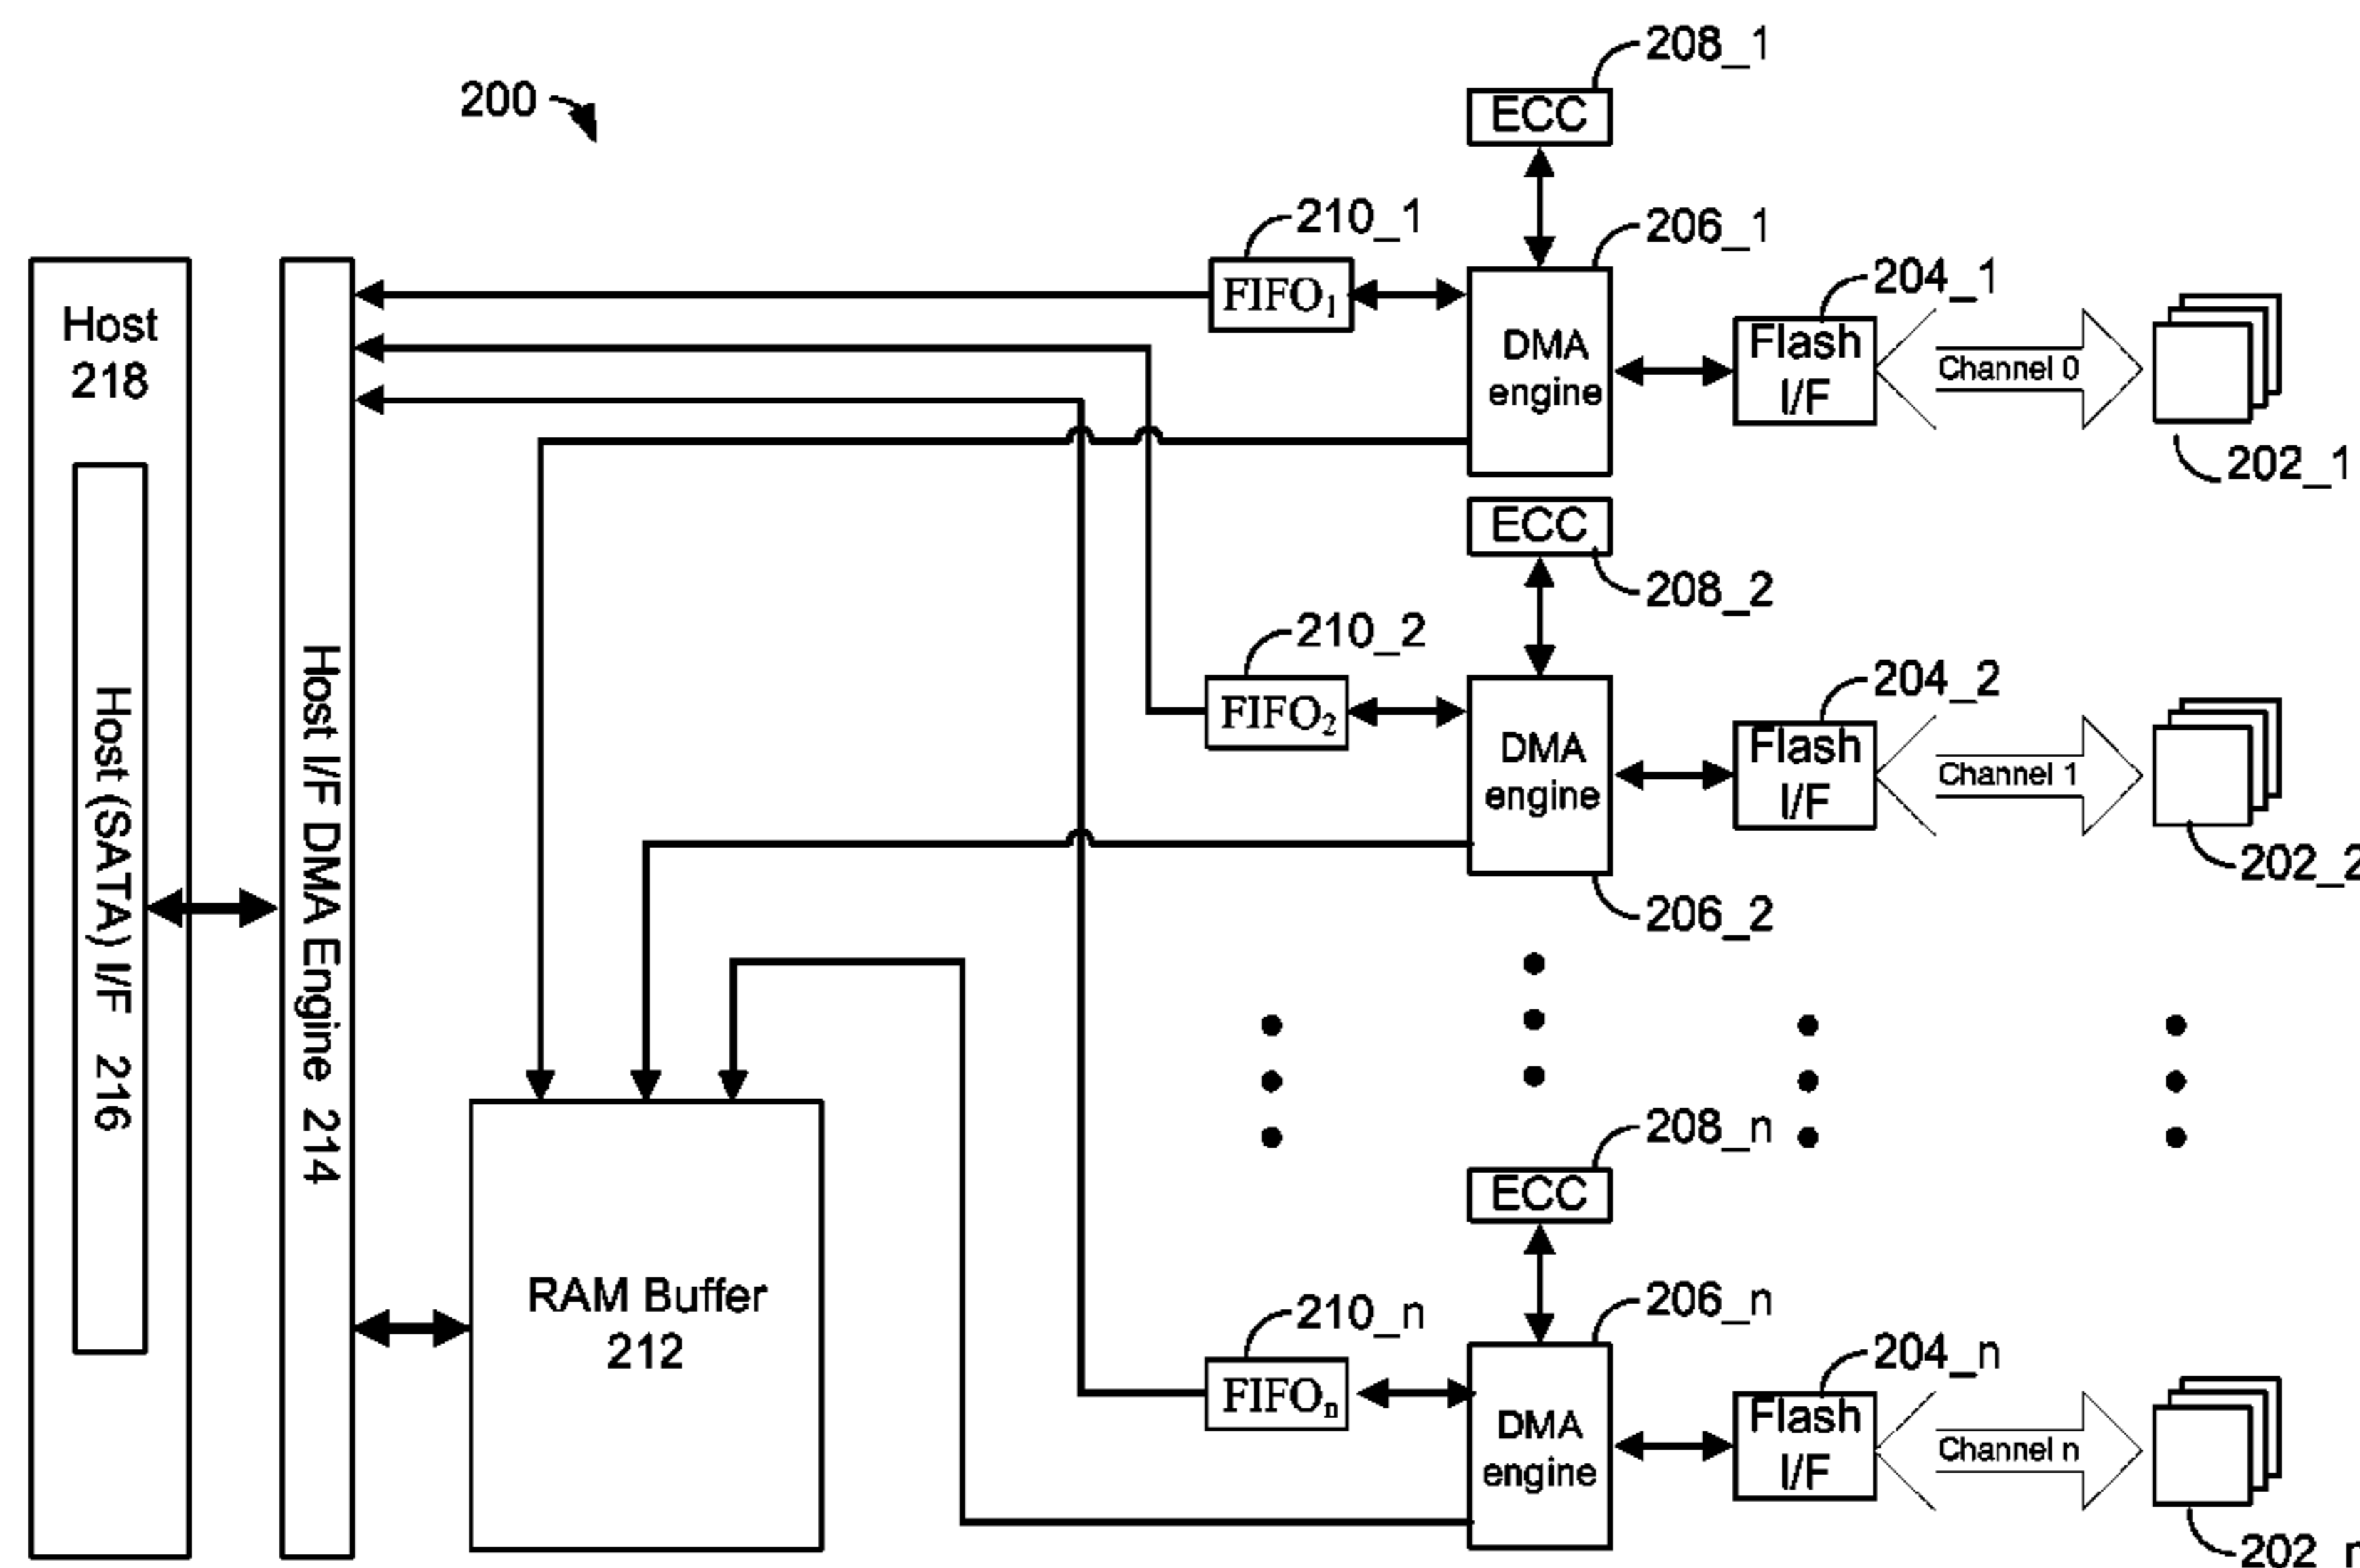 200
208_1
ECC
210_1
206_1
204_1
FIFO1
Host
218
DMA
engine
Flash
I/F
Channel 0
202_1
ECC
208_2
210_2
204_2
FIFO2
DMA
engine
Flash
I/F
Channel 1
202_2
206_2
Host (SATA) I/F 216
Host I/F DMA Engine 214
208_n
ECC
RAM Buffer
212
210_n
206_n
204_n
FIFOn
DMA
engine
Flash
I/F
Channel n
202_n